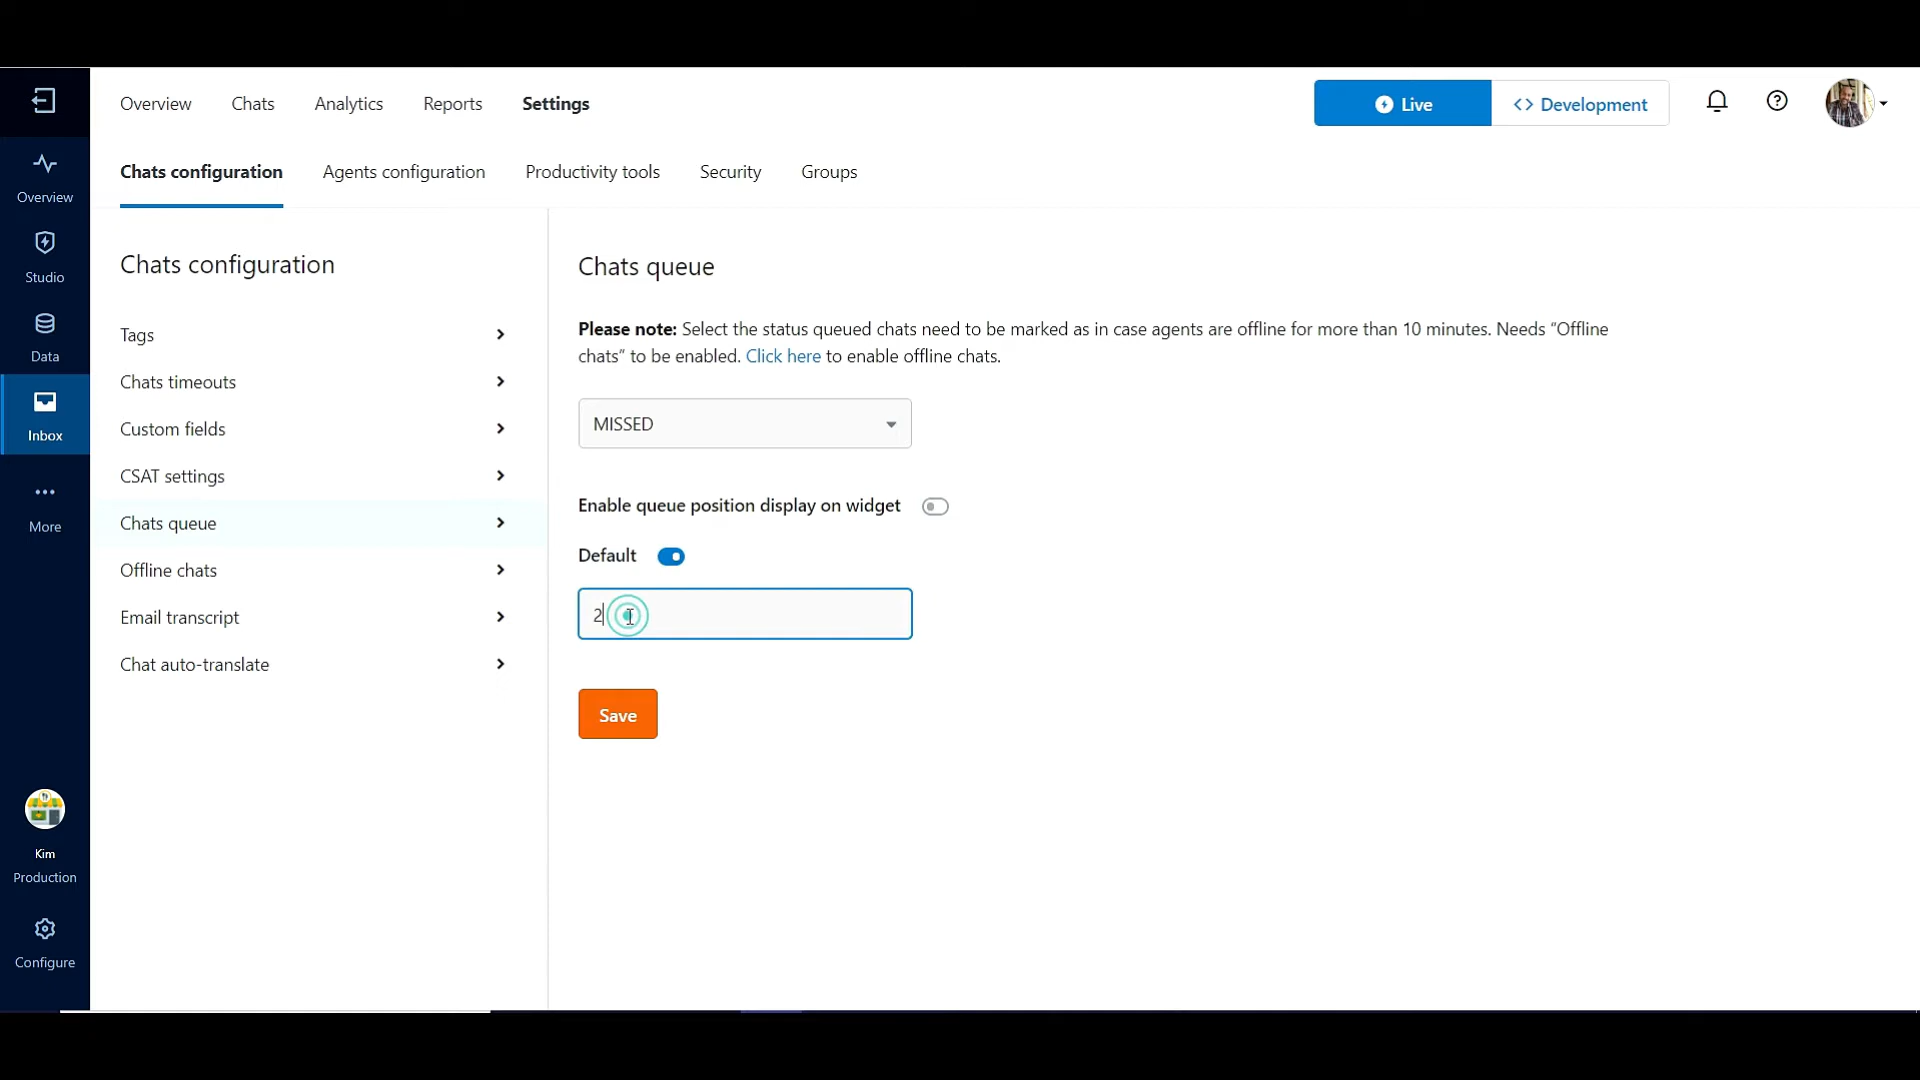 Overview
Chats
Analytics
Reports
Settings
Live
<> Development
Chats configuration
Agents configuration
Productivity tools
Security
Groups
Overview
Studio
Data
Inbox
More
Kim
Production
Configure
Chats configuration
Tags
Chats timeouts
Custom fields
CSAT settings
Chats queue
Offline chats
Email transcript
Chat auto-translate
Chats queue
Please note: Select the status queued chats need to be marked as in case agents are offline for more than 10 minutes. Needs “Offline
chats” to be enabled. Click here to enable offline chats.
MISSED
Enable queue position display on widget
Default
2
Save